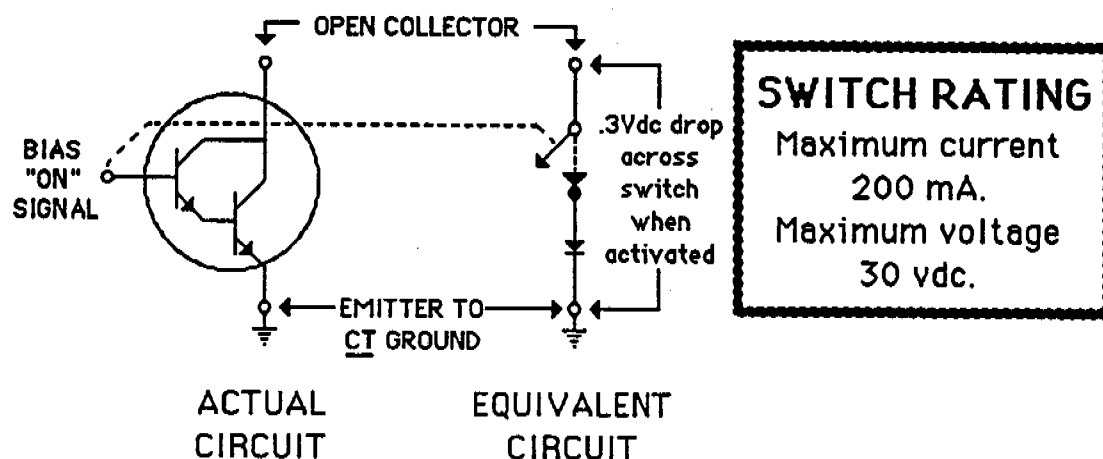 OPEN COLLECTOR
BIAS
"ON"
SIGNAL
.3Vdc drop
across
switch
when
activated
EMITTER TO
CT GROUND
ACTUAL
CIRCUIT
EQUIVALENT
CIRCUIT
SWITCH RATING
Maximum current
200 mA.
Maximum voltage
30 vdc.